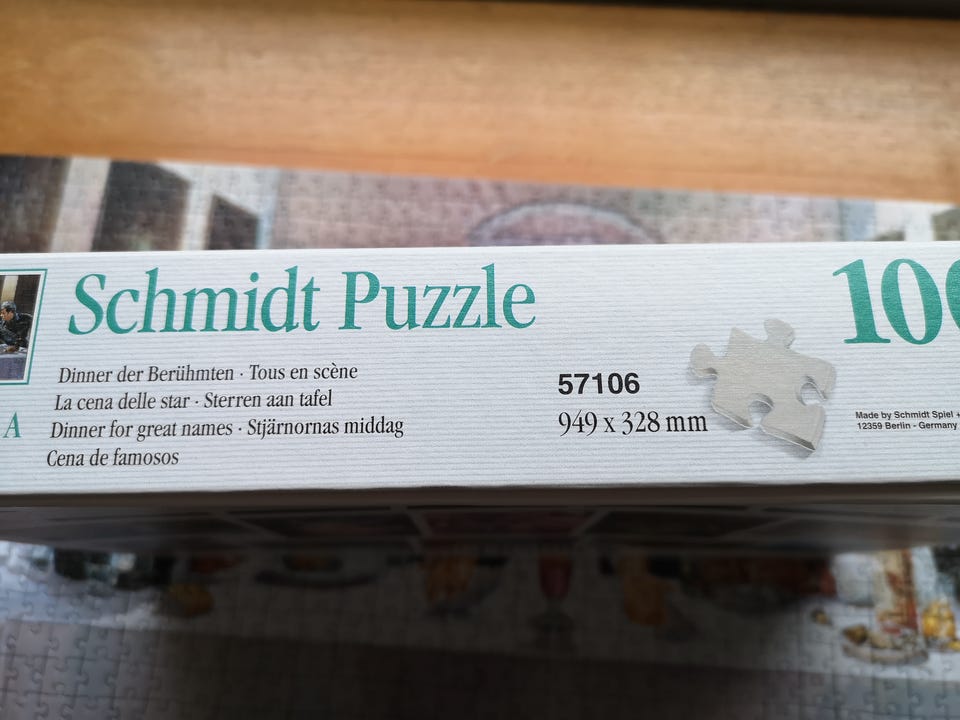 Schmidt Puzzle
Dinner der Berühmten · Tous en scène
La cena delle star · Sterren aan tafel
Dinner for great names · Stjärnornas middag
Cena de famosos
A
57106
949 x 328 mm
100
Made by Schmidt Spiel +
12359 Berlin - Germany